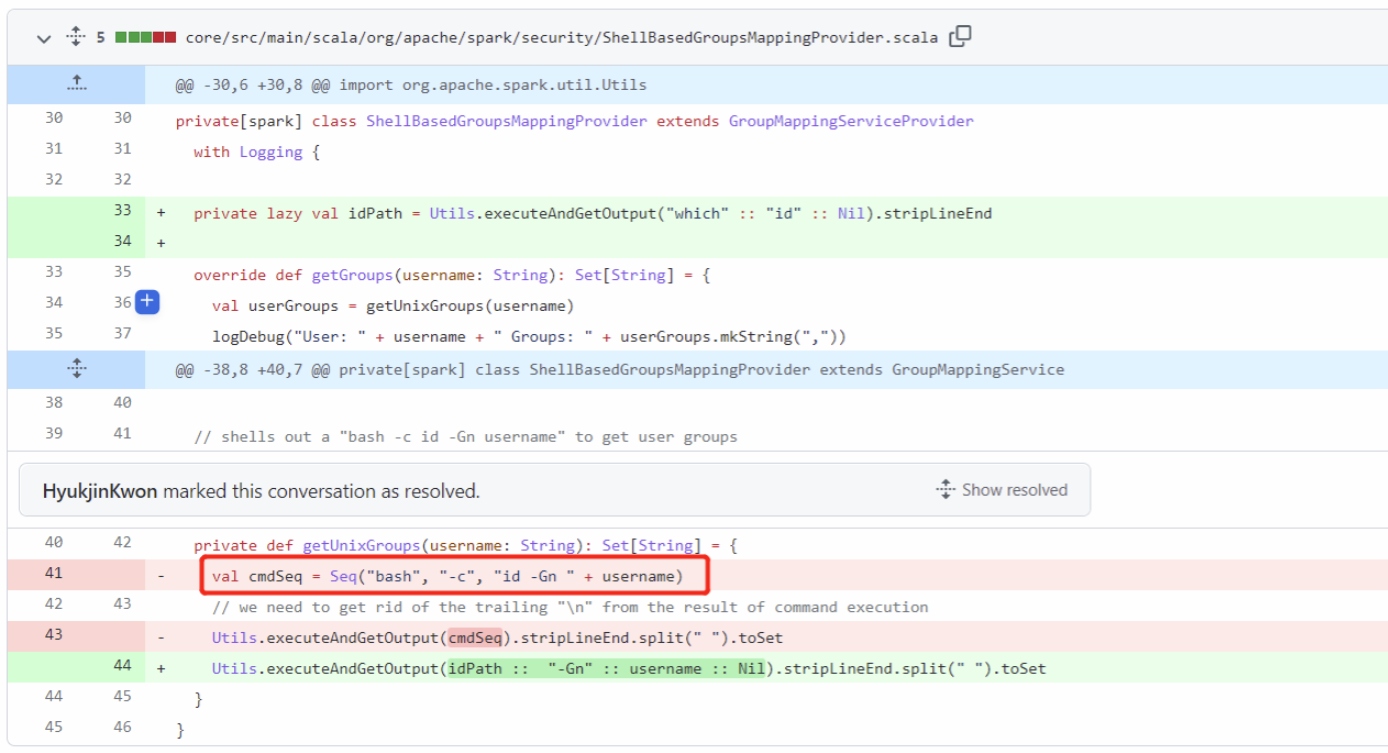 5 core/src/main/scala/org/apache/spark/security/ShellBasedGroupsMappingProvider.scala
@@ -30,6 +30,8 @@ import org.apache.spark.util.Utils
30 30 private[spark] class ShellBasedGroupsMappingProvider extends GroupMappingServiceProvider
31 31 with Logging {
32 32
33 + private lazy val idPath = Utils.executeAndGetOutput("which" :: "id" :: Nil).stripLineEnd
34 +
33 35 override def getGroups(username: String): Set[String] = {
34 36 + val userGroups = getUnixGroups(username)
35 37 logDebug("User: " + username + " Groups: " + userGroups.mkString(","))
@@ -38,8 +40,7 @@ private[spark] class ShellBasedGroupsMappingProvider extends GroupMappingService
38 40
39 41 // shells out a "bash -c id -Gn username" to get user groups
HyukjinKwon marked this conversation as resolved. Show resolved
40 42 private def getUnixGroups(username: String): Set[String] = {
41 - val cmdSeq = Seq("bash", "-c", "id -Gn " + username)
42 43 // we need to get rid of the trailing "\n" from the result of command execution
43 - Utils.executeAndGetOutput(cmdSeq).stripLineEnd.split(" ").toSet
44 + Utils.executeAndGetOutput(idPath ::  "-Gn" :: username :: Nil).stripLineEnd.split(" ").toSet
44 45 }
45 46 }